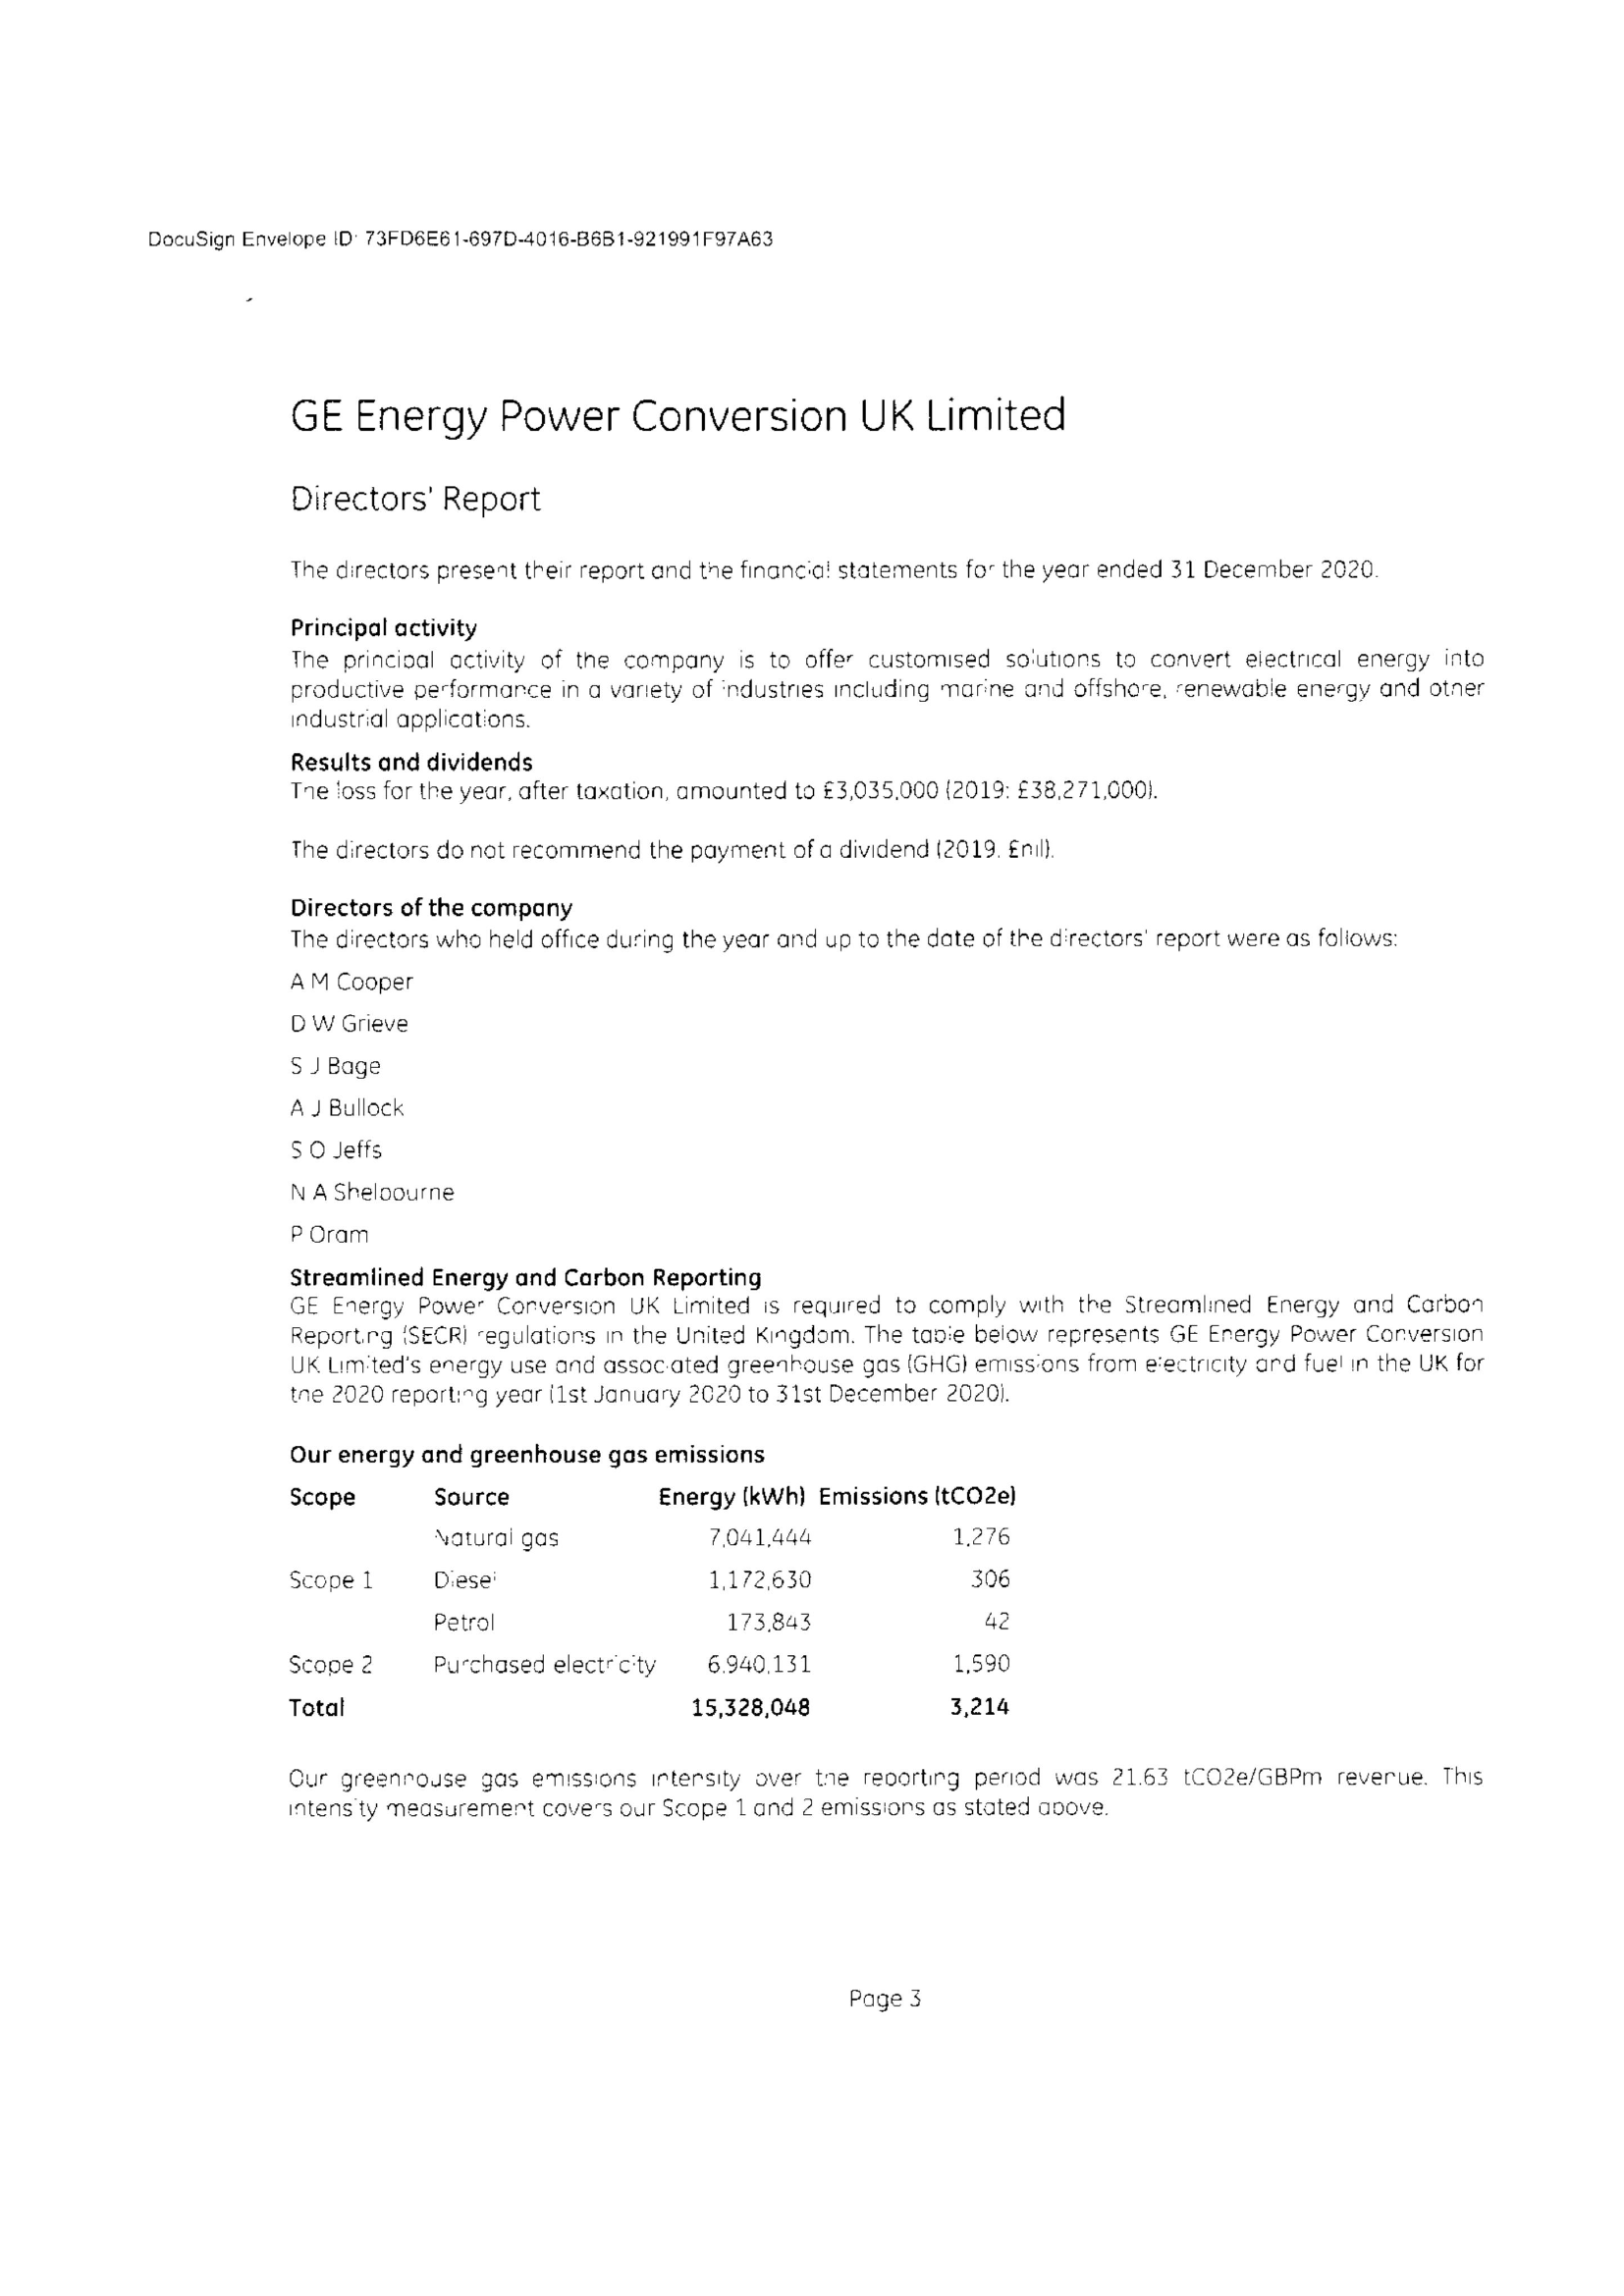 DocuSign Envelope ID: 73FD6E61-697D-4016-B6B1-921991F97A63
GE Energy Power Conversion UK Limited
Directors' Report
The directors present their report and the financial statements for the year ended 31 December 2020.
Principal activity
The principal activity of the company is to offer customised solutions to convert electrical energy into
productive performance in a variety of industries including marine and offshore, renewable energy and other
industrial applications.
Results and dividends
The loss for the year, after taxation, amounted to £3,035,000 (2019: £38,271,000).
The directors do not recommend the payment of a dividend (2019. £nil).
Directors of the company
The directors who held office during the year and up to the date of the directors' report were as follows:
A M Cooper
D W Grieve
S J Bage
A J Bullock
S O Jeffs
N A Shelbourne
P Oram
Streamlined Energy and Carbon Reporting
GE Energy Power Conversion UK Limited is required to comply with the Streamlined Energy and Carbon
Reporting (SECR) regulations in the United Kingdom. The table below represents GE Energy Power Conversion
UK Limited's energy use and associated greenhouse gas (GHG) emissions from electricity and fuel in the UK for
the 2020 reporting year (1st January 2020 to 31st December 2020).
Our energy and greenhouse gas emissions
Scope Source Energy (kWh) Emissions (tCO2e)
Natural gas 7,041,444 1,276
Scope 1 Diesel 1,172,630 306
Petrol 173,843 42
Scope 2 Purchased electricity 6,940,131 1,590
Total 15,328,048 3,214
Our greenhouse gas emissions intensity over the reporting period was 21.63 tCO2e/GBPm revenue. This
intensity measurement covers our Scope 1 and 2 emissions as stated above.
Page 3